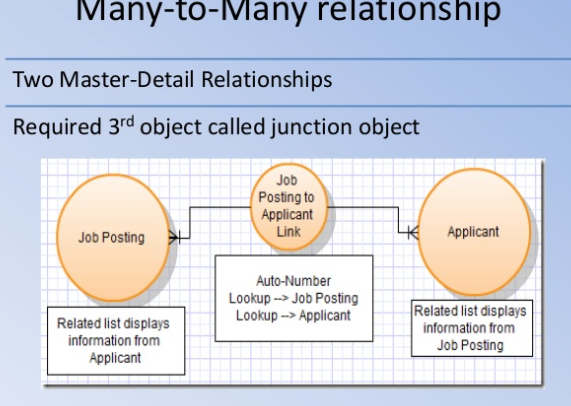 Many-to-Many relationship
Two Master-Detail Relationships
Required 3rd object called junction object
Job Posting
Job
Posting to
Applicant
Link
Applicant
Auto-Number
Lookup --> Job Posting
Lookup --> Applicant
Related list displays
information from
Applicant
Related list displays
information from
Job Posting